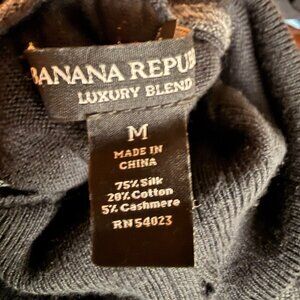 BANANA REPUB
LUXURY BLEND
M
MADE IN
CHINA
75% Silk
20% Cotton
5% Cashmere
RN 54023